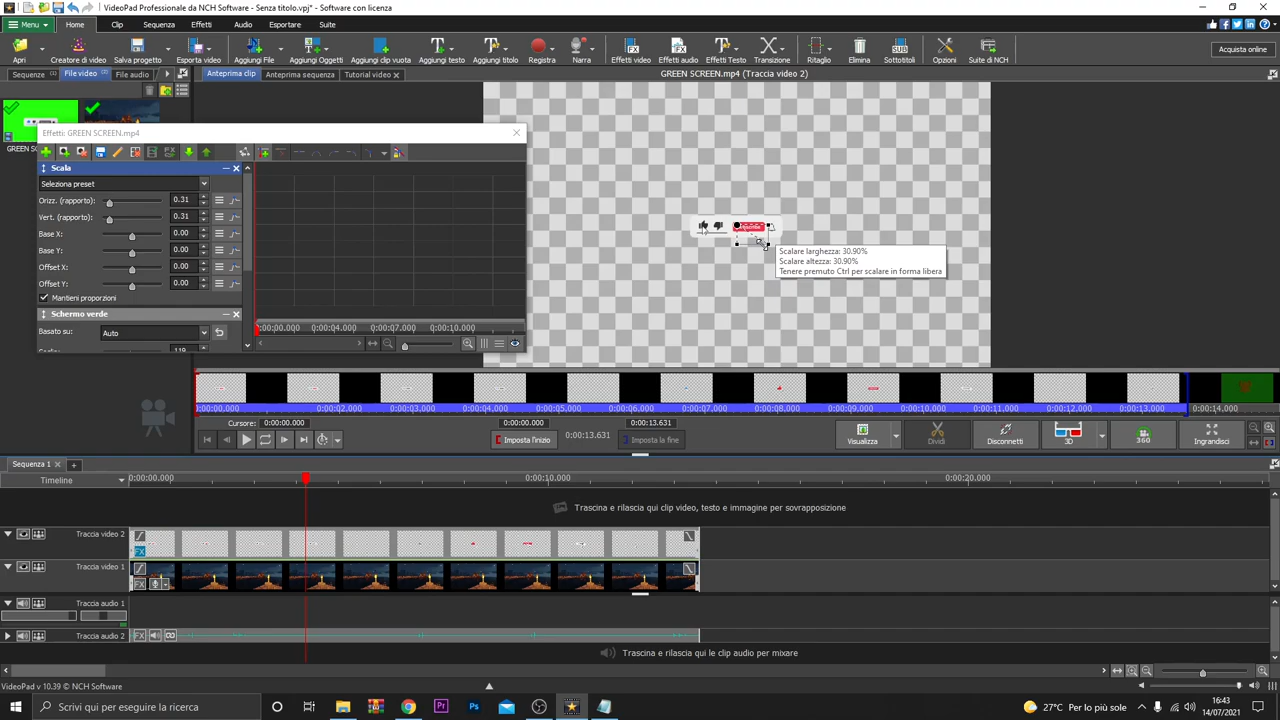 VideoPad Professionale da NCH Software - Senza titolo.vpj* - Software con licenza
Menu Home Clip Sequenza Effetti Audio Esportare Suite
Apri Creatore di video Salva progetto Esporta video Aggiungi File Aggiungi Oggetti Aggiungi clip vuota Aggiungi testo Aggiungi titolo Registra Narra Effetti video Effetti audio Effetti Testo Transizione Ritaglio Elimina Sottotitoli Opzioni Suite di NCH Acquista online
Sequenze File video File audio Anteprima clip Anteprima sequenza Tutorial video GREEN SCREEN.mp4 (Traccia video 2)
GREEN S
Effetti: GREEN SCREEN.mp4
Scala
Seleziona preset
Orizz. (rapporto): 0.31
Vert. (rapporto): 0.31
Base X: 0.00
Base Y: 0.00
Offset X: 0.00
Offset Y: 0.00
Mantieni proporzioni
Schermo verde
Basato su: Auto
0:00:00.000 0:00:04.000 0:00:07.000 0:00:10.000
Scalare larghezza: 30.90%
Scalare altezza: 30.90%
Tenere premuto Ctrl per scalare in forma libera
0:00:00.000 0:00:02.000 0:00:03.000 0:00:04.000 0:00:05.000 0:00:06.000 0:00:07.000 0:00:08.000 0:00:09.000 0:00:10.000 0:00:11.000 0:00:12.000 0:00:13.000 0:00:14.000
Cursore: 0:00:00.000 0:00:00.000 0:00:13.631
Imposta l'inizio 0:00:13.631 Imposta la fine
Visualizza Dividi Disconnetti 3D 360 Ingrandisci
Sequenza 1
Timeline 0:00:00.000 0:00:10.000 0:00:20.000
Trascina e rilascia qui clip video, testo e immagine per sovrapposizione
Traccia video 2
FX
Traccia video 1
FX
Traccia audio 1
Traccia audio 2
FX
Trascina e rilascia qui le clip audio per mixare
VideoPad v 10.39 © NCH Software
Scrivi qui per eseguire la ricerca
27°C Per lo più sole
16:43
14/07/2021